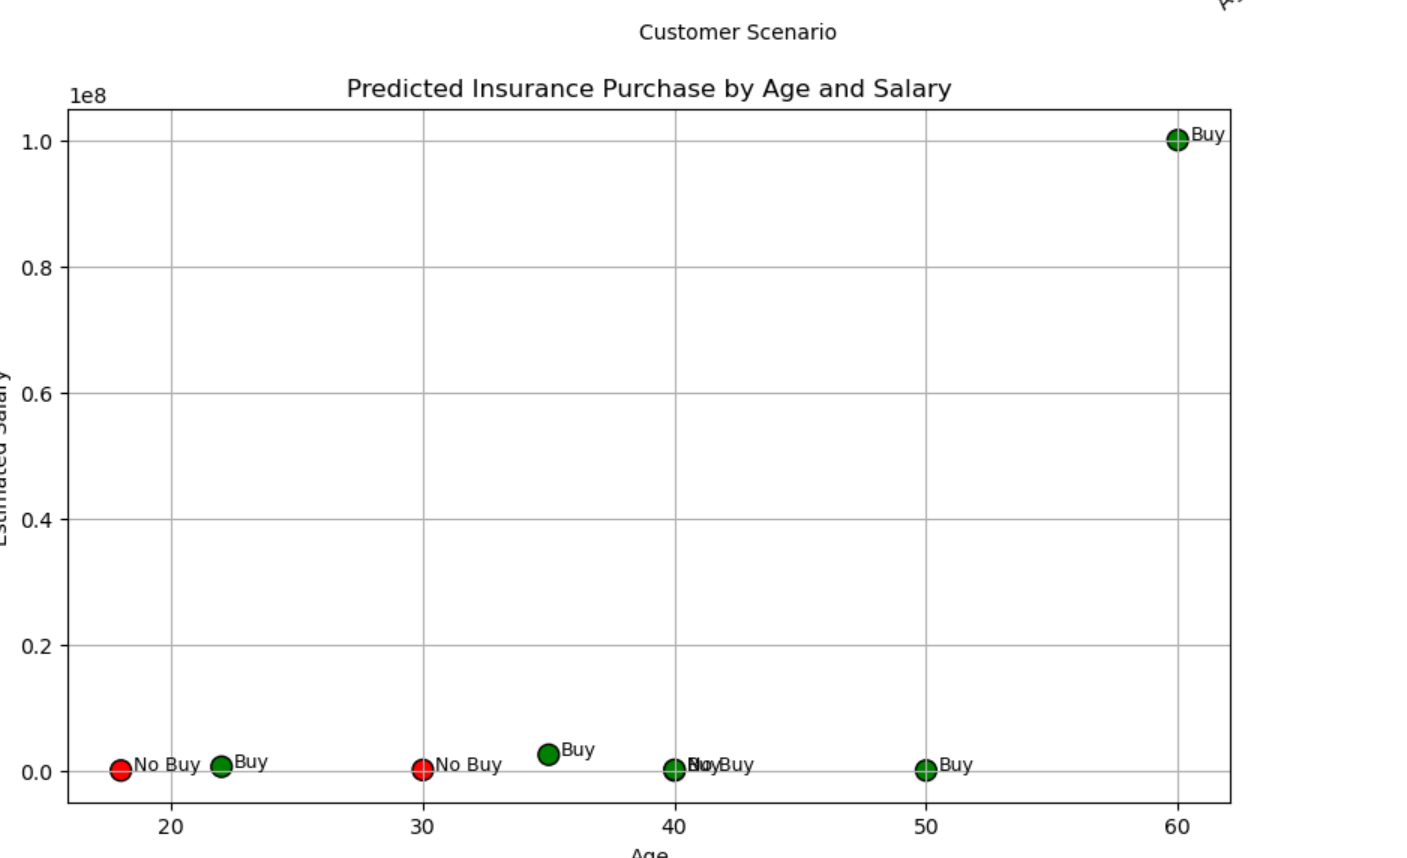 Customer Scenario
Predicted Insurance Purchase by Age and Salary
1e8
1.0
Buy
0.8
0.6
Estimated Salary
0.4
0.2
0.0
No Buy
Buy
No Buy
Buy
Buy
No Buy
Buy
20
30
40
50
60
Age